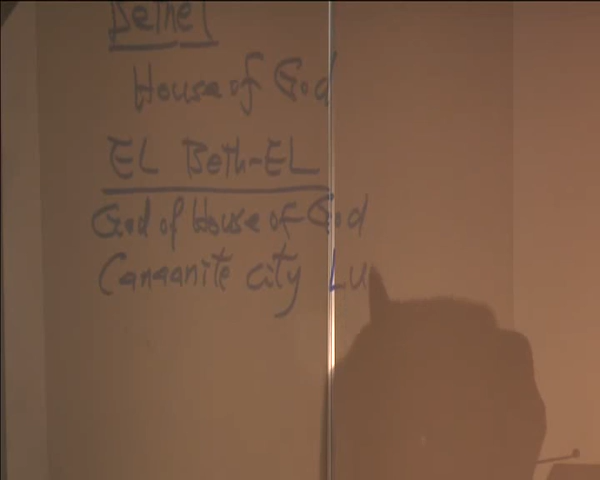 Bethel
House of God
EL Beth-EL
God of House of God
Canaanite city Lu